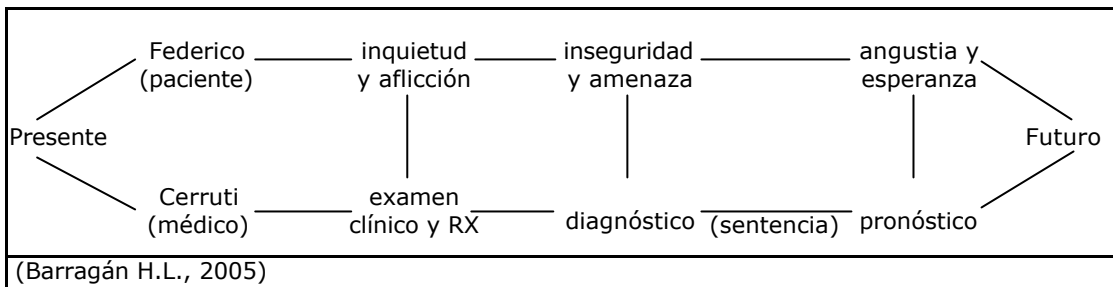 Federico inquietud inseguridad angustia y
(paciente) y aflicción y amenaza esperanza
Presente Futuro
Cerruti examen
(médico) clínico y RX diagnóstico (sentencia) pronóstico
(Barragán H.L., 2005)